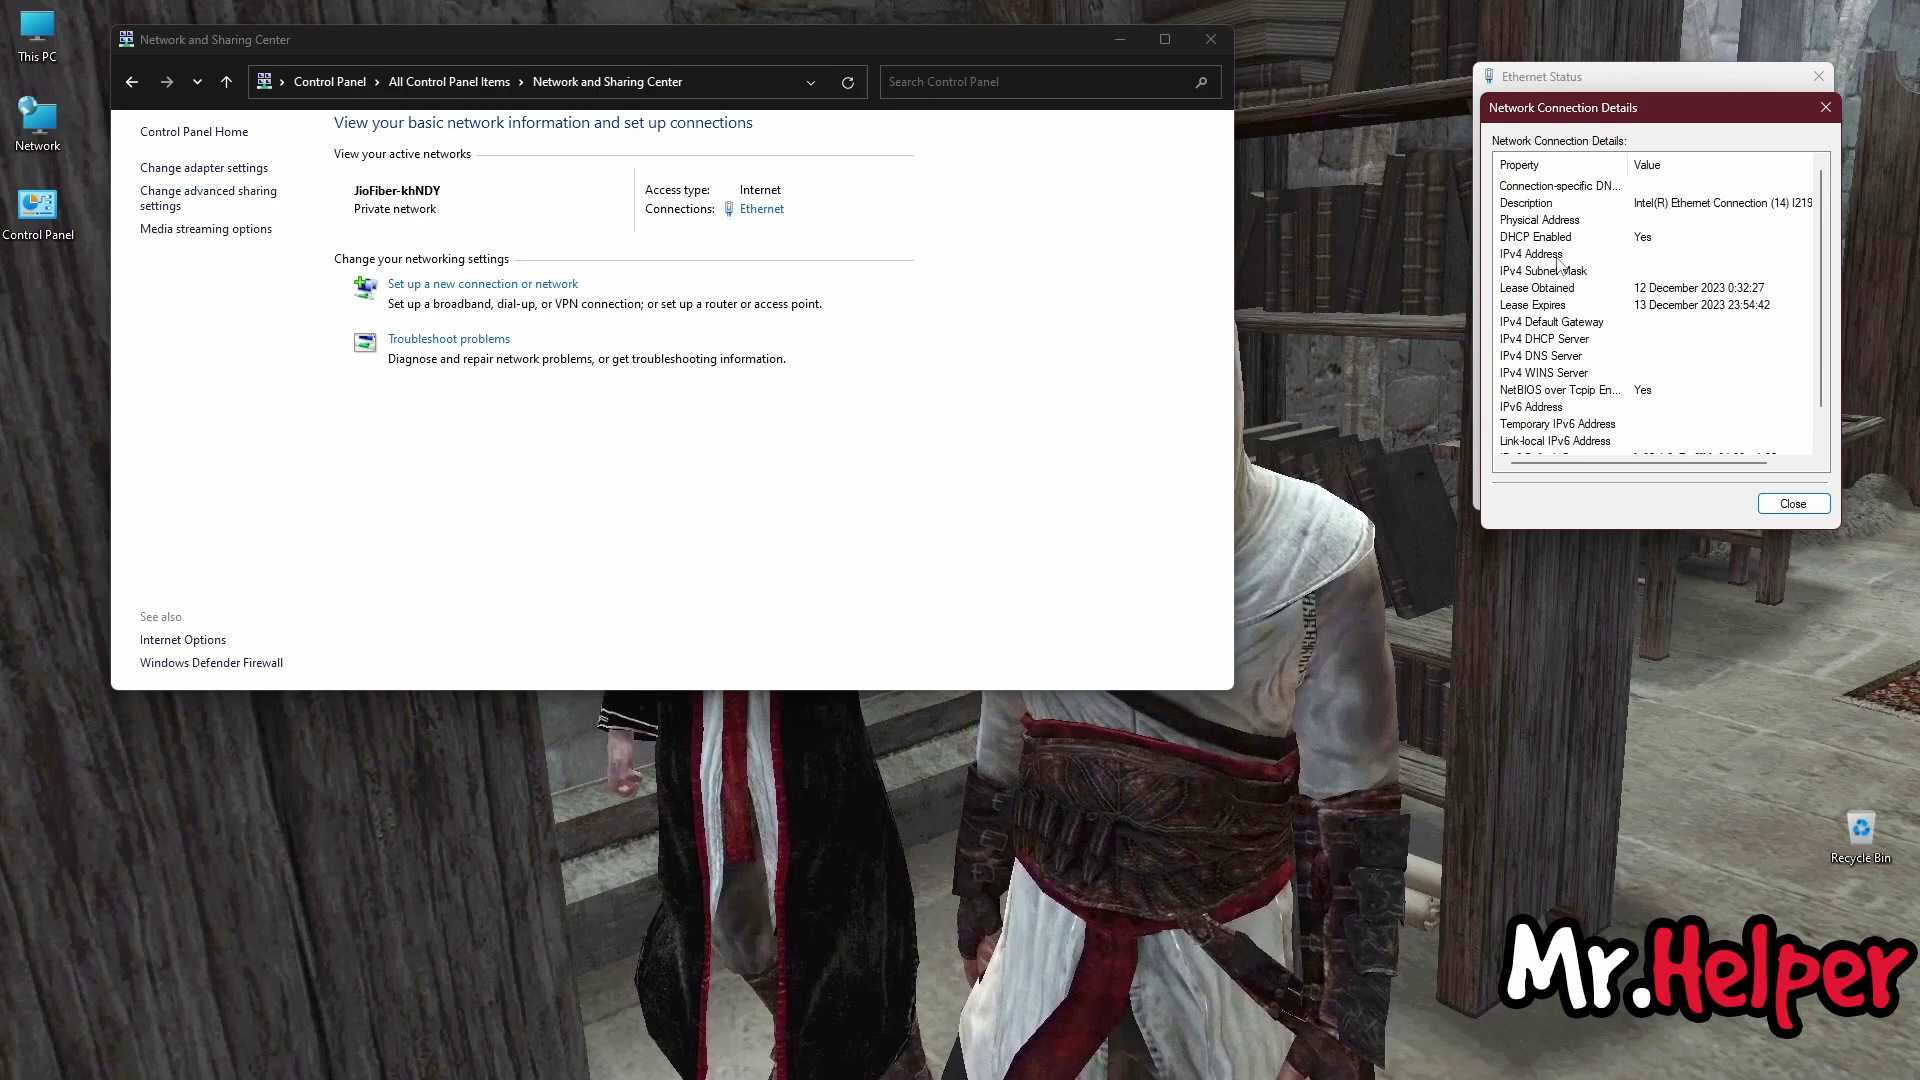 This PC
Network
Control Panel
Network and Sharing Center
Control Panel > All Control Panel Items > Network and Sharing Center
Search Control Panel
Control Panel Home
Change adapter settings
Change advanced sharing
settings
Media streaming options
See also
Internet Options
Windows Defender Firewall
View your basic network information and set up connections
View your active networks
JioFiber-khNDY
Private network
Access type: Internet
Connections: Ethernet
Change your networking settings
Set up a new connection or network
Set up a broadband, dial-up, or VPN connection; or set up a router or access point.
Troubleshoot problems
Diagnose and repair network problems, or get troubleshooting information.
Ethernet Status
Network Connection Details
Network Connection Details:
Property Value
Connection-specific DN...
Description Intel(R) Ethernet Connection (14) I219
Physical Address
DHCP Enabled Yes
IPv4 Address
IPv4 Subnet Mask
Lease Obtained 12 December 2023 0:32:27
Lease Expires 13 December 2023 23:54:42
IPv4 Default Gateway
IPv4 DHCP Server
IPv4 DNS Server
IPv4 WINS Server
NetBIOS over Tcpip En... Yes
IPv6 Address
Temporary IPv6 Address
Link-local IPv6 Address
Close
Recycle Bin
Mr.Helper